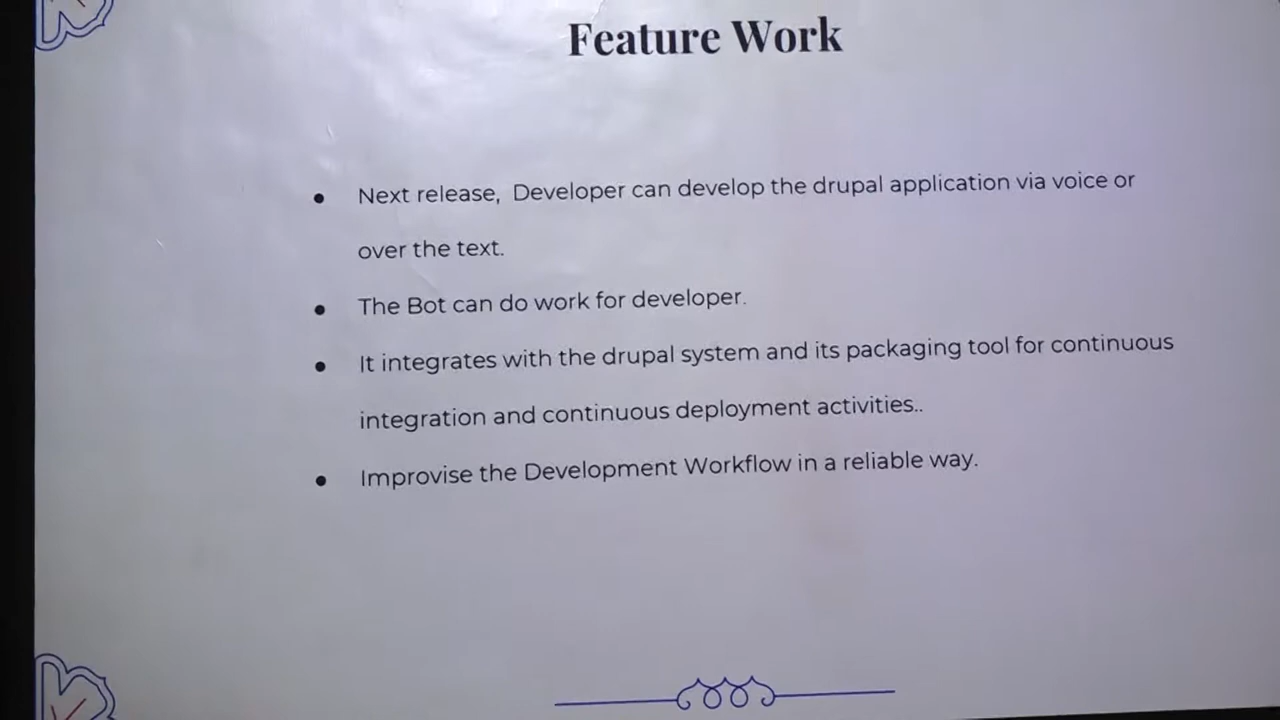 Feature Work
● Next release, Developer can develop the drupal application via voice or
over the text.
● The Bot can do work for developer.
● It integrates with the drupal system and its packaging tool for continuous
integration and continuous deployment activities..
● Improvise the Development Workflow in a reliable way.